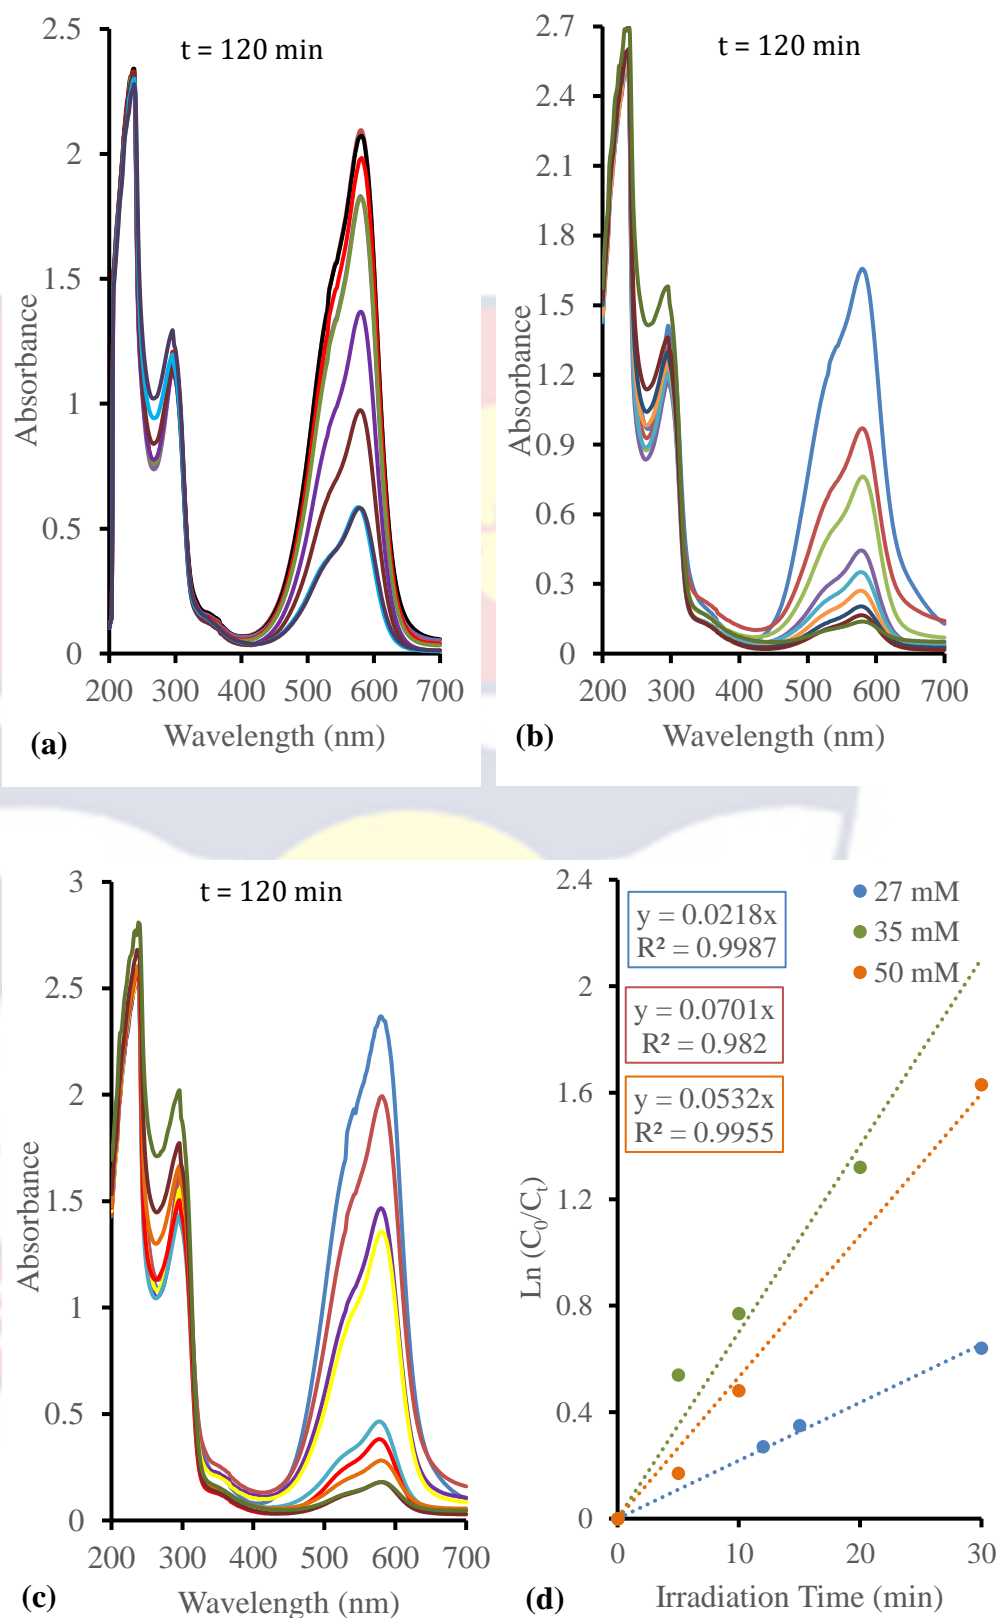 t = 120 min
2.5
2
1.5
1
0.5
0
Absorbance
200 300 400 500 600 700
Wavelength (nm)
(a)
t = 120 min
2.7
2.4
2.1
1.8
1.5
1.2
0.9
0.6
0.3
0
Absorbance
200 300 400 500 600 700
Wavelength (nm)
(b)
t = 120 min
3
2.5
2
1.5
1
0.5
0
Absorbance
200 300 400 500 600 700
Wavelength (nm)
(c)
2.4
2
1.6
1.2
0.8
0.4
0
Ln (C₀/Cₜ)
y = 0.0218x
R² = 0.9987
y = 0.0701x
R² = 0.982
y = 0.0532x
R² = 0.9955
27 mM
35 mM
50 mM
0 10 20 30
Irradiation Time (min)
(d)